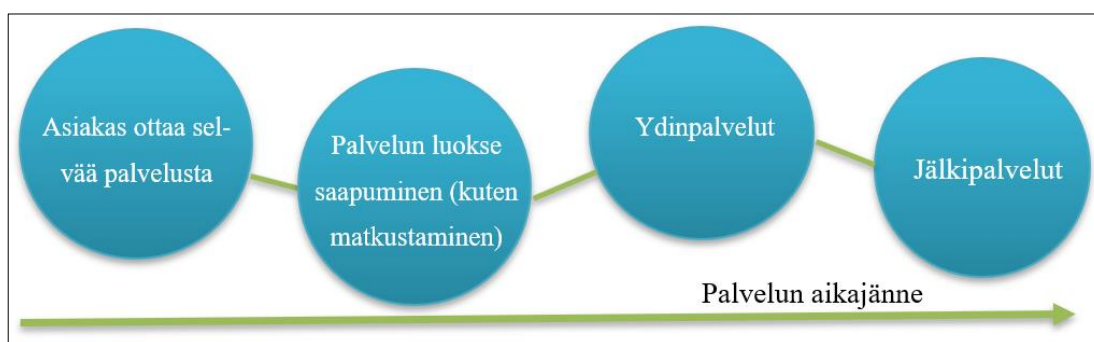 Asiakas ottaa sel-
vää palvelusta
Palvelun luokse
saapuminen (kuten
matkustaminen)
Ydinpalvelut
Jälkipalvelut
Palvelun aikajänne